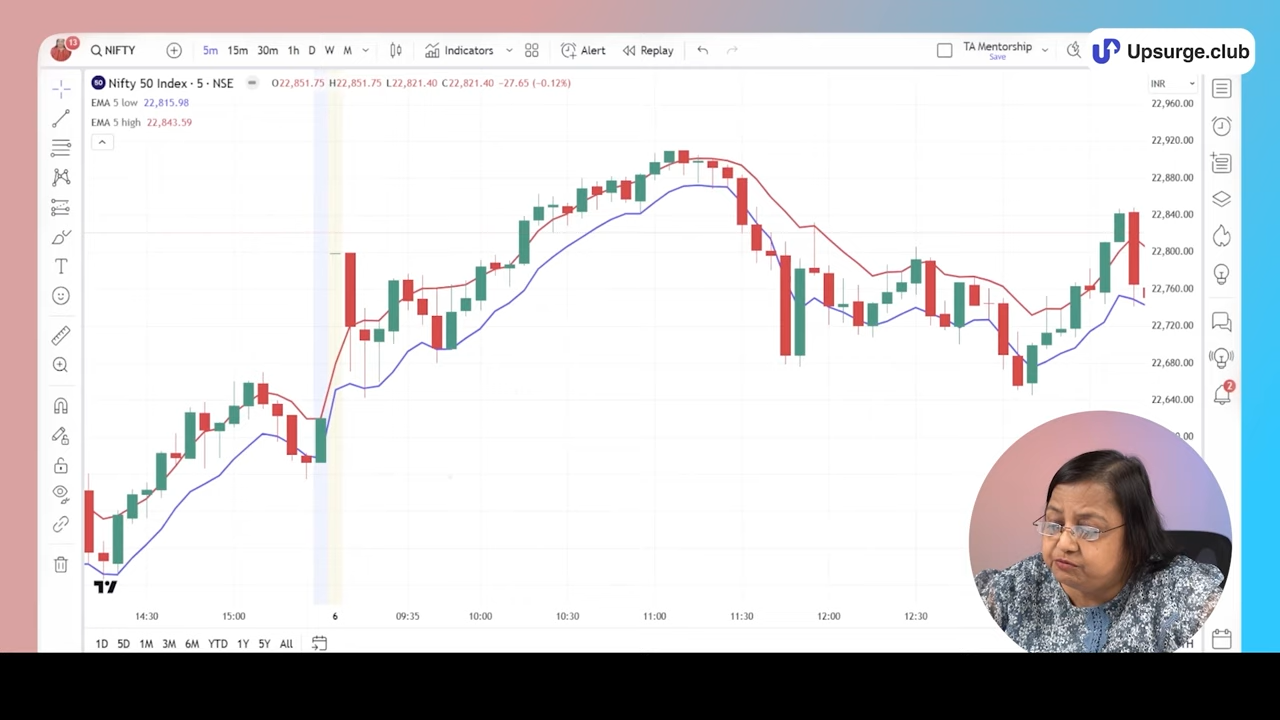 13
NIFTY
5m 15m 30m 1h D W M
Indicators
Alert
Replay
TA Mentorship
Save
Upsurge.club
50 Nifty 50 Index · 5 · NSE
O22,851.75 H22,851.75 L22,821.40 C22,821.40 -27.65 (-0.12%)
INR
EMA 5 low 22,815.98
EMA 5 high 22,843.59
22,960.00
22,920.00
22,880.00
22,840.00
22,800.00
22,760.00
22,720.00
22,680.00
22,640.00
2
14:30 15:00 6 09:35 10:00 10:30 11:00 11:30 12:00 12:30
1D 5D 1M 3M 6M YTD 1Y 5Y All